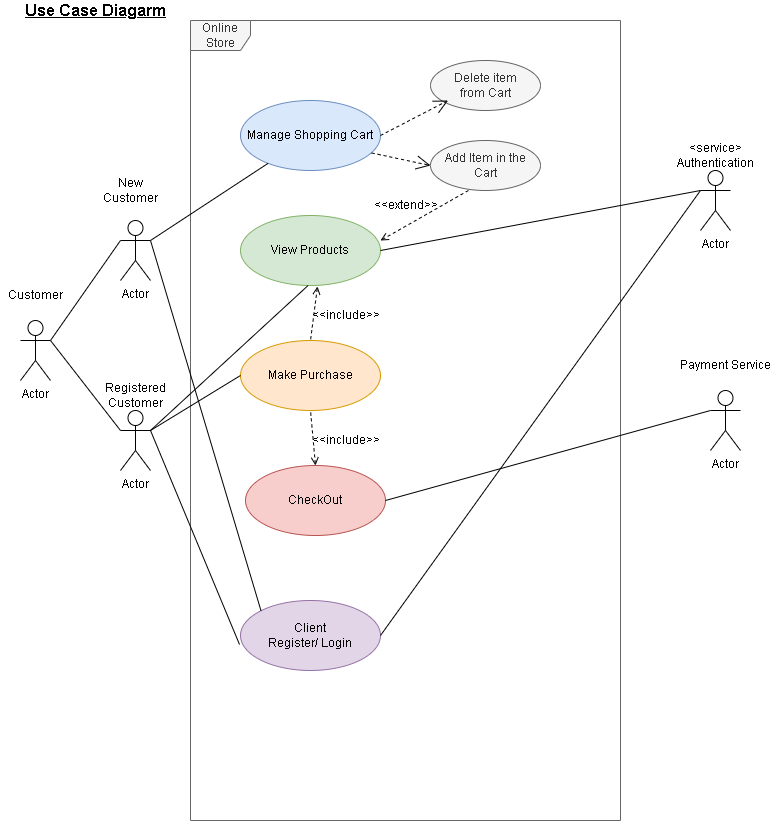 Use Case Diagarm
Online
Store
Delete item
from Cart
Manage Shopping Cart
Add Item in the
Cart
<service>
Authentication
Actor
New
Customer
Actor
<<extend>>
View Products
Customer
Actor
<<include>>
Payment Service
Actor
Registered
Customer
Actor
Make Purchase
<<include>>
CheckOut
Client
Register/ Login